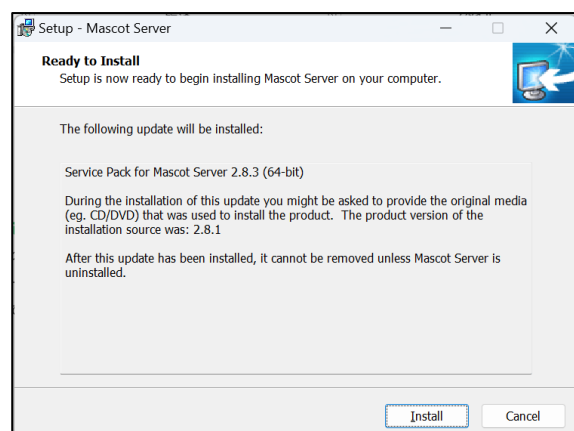 Setup - Mascot Server
Ready to Install
Setup is now ready to begin installing Mascot Server on your computer.
The following update will be installed:
Service Pack for Mascot Server 2.8.3 (64-bit)
During the installation of this update you might be asked to provide the original media
(eg. CD/DVD) that was used to install the product.  The product version of the
installation source was: 2.8.1
After this update has been installed, it cannot be removed unless Mascot Server is
uninstalled.
Install
Cancel